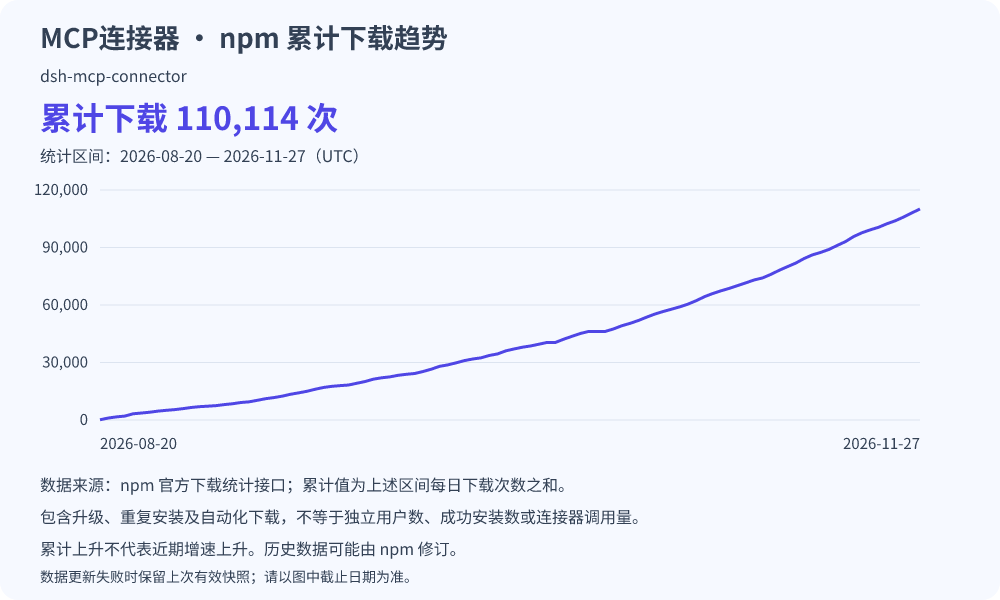 MCP连接器 · npm 累计下载趋势
dsh-mcp-connector
累计下载 110,114 次
统计区间：2026-08-20 — 2026-11-27（UTC）
120,000
90,000
60,000
30,000
0
2026-08-20 2026-11-27
数据来源：npm 官方下载统计接口；累计值为上述区间每日下载次数之和。
包含升级、重复安装及自动化下载，不等于独立用户数、成功安装数或连接器调用量。
累计上升不代表近期增速上升。历史数据可能由 npm 修订。
数据更新失败时保留上次有效快照；请以图中截止日期为准。